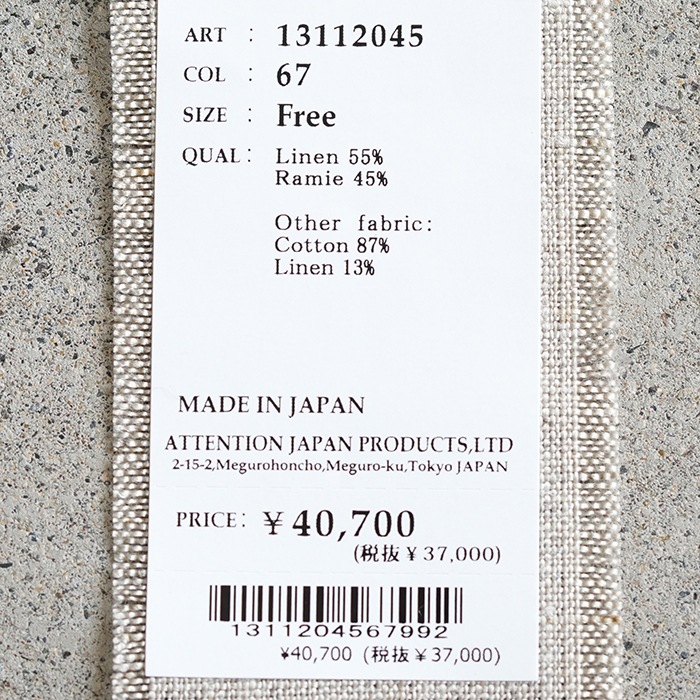 ART : 13112045
COL : 67
SIZE : Free
QUAL : Linen 55%
Ramie 45%
Other fabric:
Cotton 87%
Linen 13%
MADE IN JAPAN
ATTENTION JAPAN PRODUCTS,LTD
2-15-2,Megurohoncho,Meguro-ku,Tokyo JAPAN
PRICE: ¥ 40,700
(税抜 ¥ 37,000)
1311204567992
¥40,700 (税抜 ¥ 37,000)